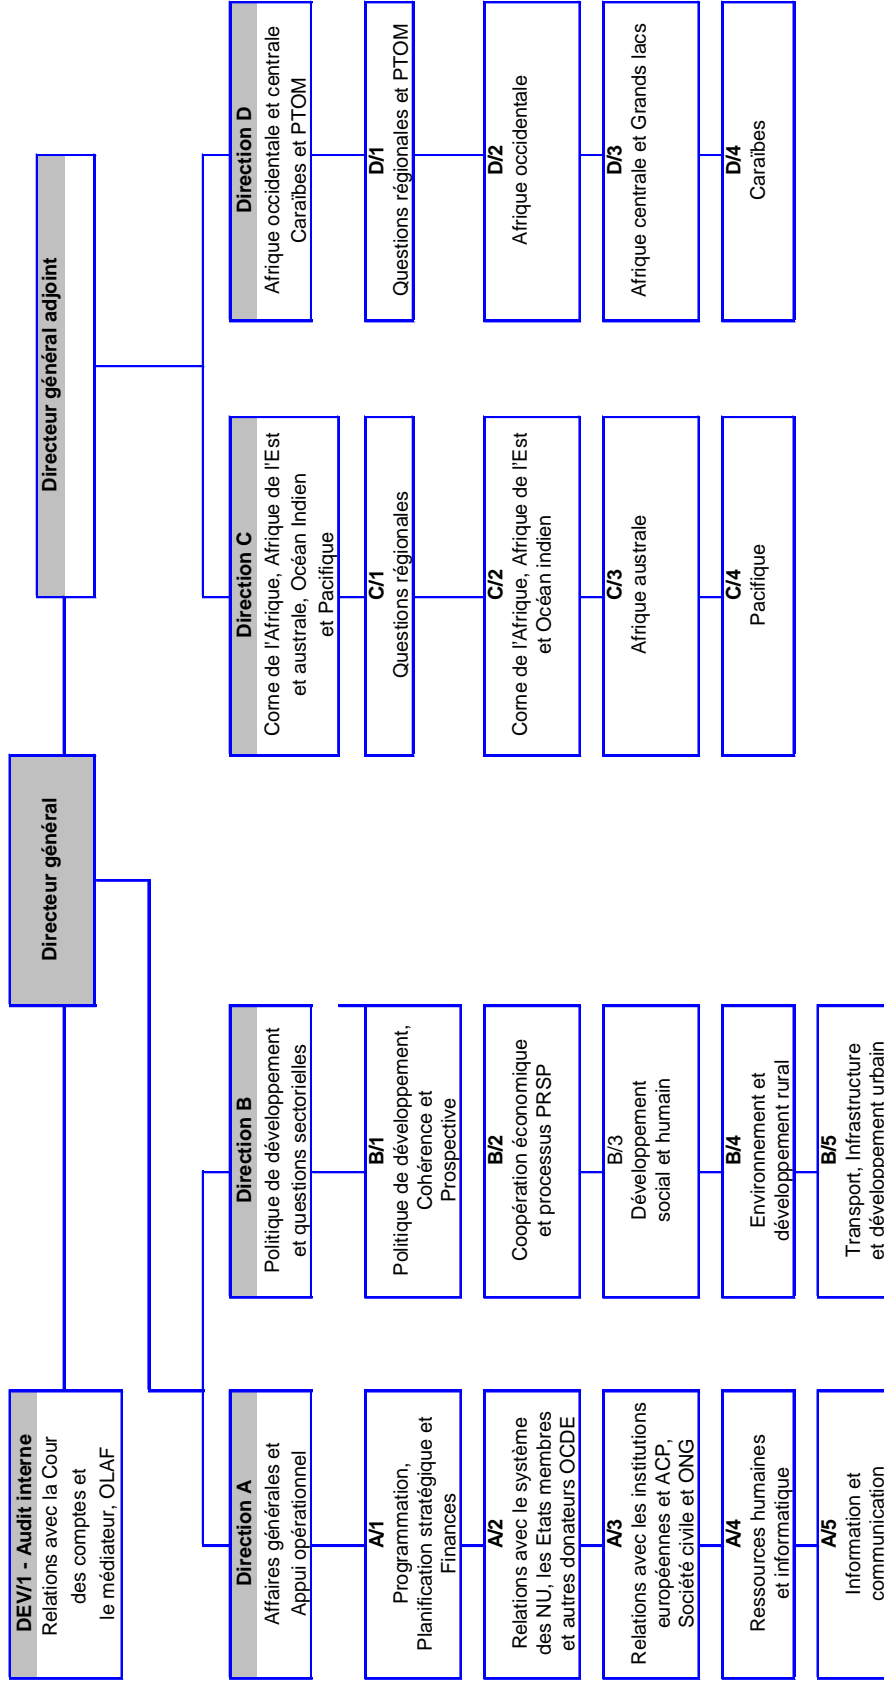 DEV/1 - Audit interne
Relations avec la Cour
des comptes et
le médiateur, OLAF
Directeur général
Directeur général adjoint
Direction A
Affaires générales et
Appui opérationnel
A/1
Programmation,
Planification stratégique et
Finances
A/2
Relations avec le système
des NU, les Etats membres
et autres donateurs OCDE
A/3
Relations avec les institutions
européennes et ACP,
Société civile et ONG
A/4
Ressources humaines
et informatique
A/5
Information et
communication
Direction B
Politique de développement
et questions sectorielles
B/1
Politique de développement,
Cohérence et
Prospective
B/2
Coopération économique
et processus PRSP
B/3
Développement
social et humain
B/4
Environnement et
développement rural
B/5
Transport, Infrastructure
et développement urbain
Direction C
Corne de l'Afrique, Afrique de l'Est
et australe, Océan Indien
et Pacifique
C/1
Questions régionales
C/2
Corne de l'Afrique, Afrique de l'Est
et Océan indien
C/3
Afrique australe
C/4
Pacifique
Direction D
Afrique occidentale et centrale
Caraïbes et PTOM
D/1
Questions régionales et PTOM
D/2
Afrique occidentale
D/3
Afrique centrale et Grands lacs
D/4
Caraïbes